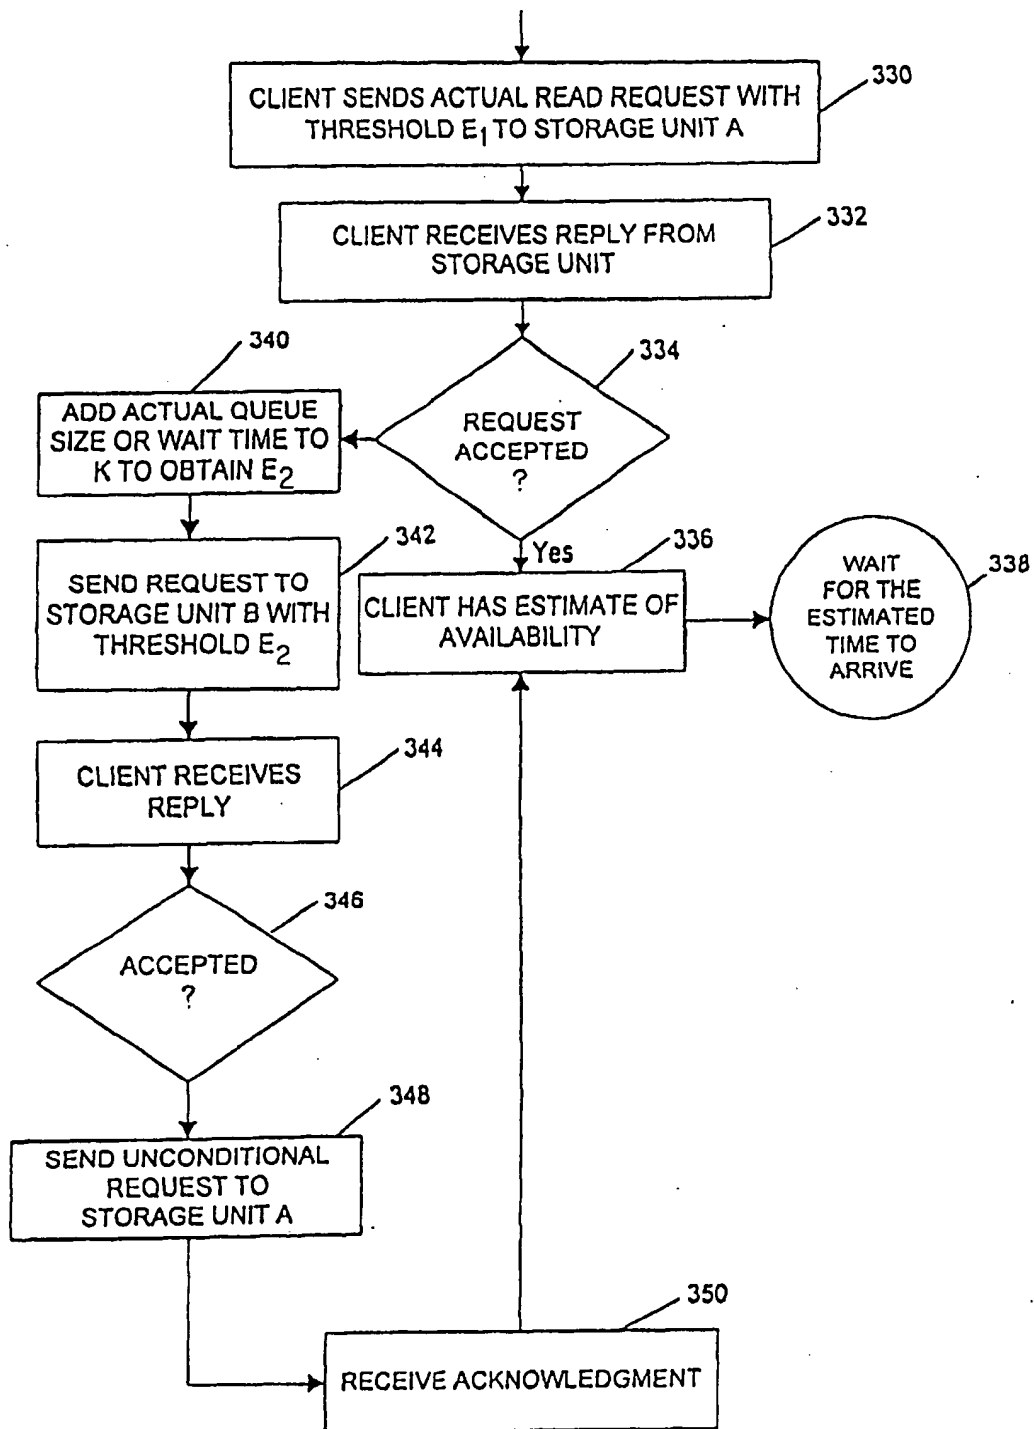 CLIENT SENDS ACTUAL READ REQUEST WITH
THRESHOLD E1 TO STORAGE UNIT A
330
CLIENT RECEIVES REPLY FROM
STORAGE UNIT
332
REQUEST
ACCEPTED
?
334
340
ADD ACTUAL QUEUE
SIZE OR WAIT TIME TO
K TO OBTAIN E2
Yes
336
CLIENT HAS ESTIMATE OF
AVAILABILITY
WAIT
FOR THE
ESTIMATED
TIME TO
ARRIVE
338
342
SEND REQUEST TO
STORAGE UNIT B WITH
THRESHOLD E2
344
CLIENT RECEIVES
REPLY
346
ACCEPTED
?
348
SEND UNCONDITIONAL
REQUEST TO
STORAGE UNIT A
350
RECEIVE ACKNOWLEDGMENT